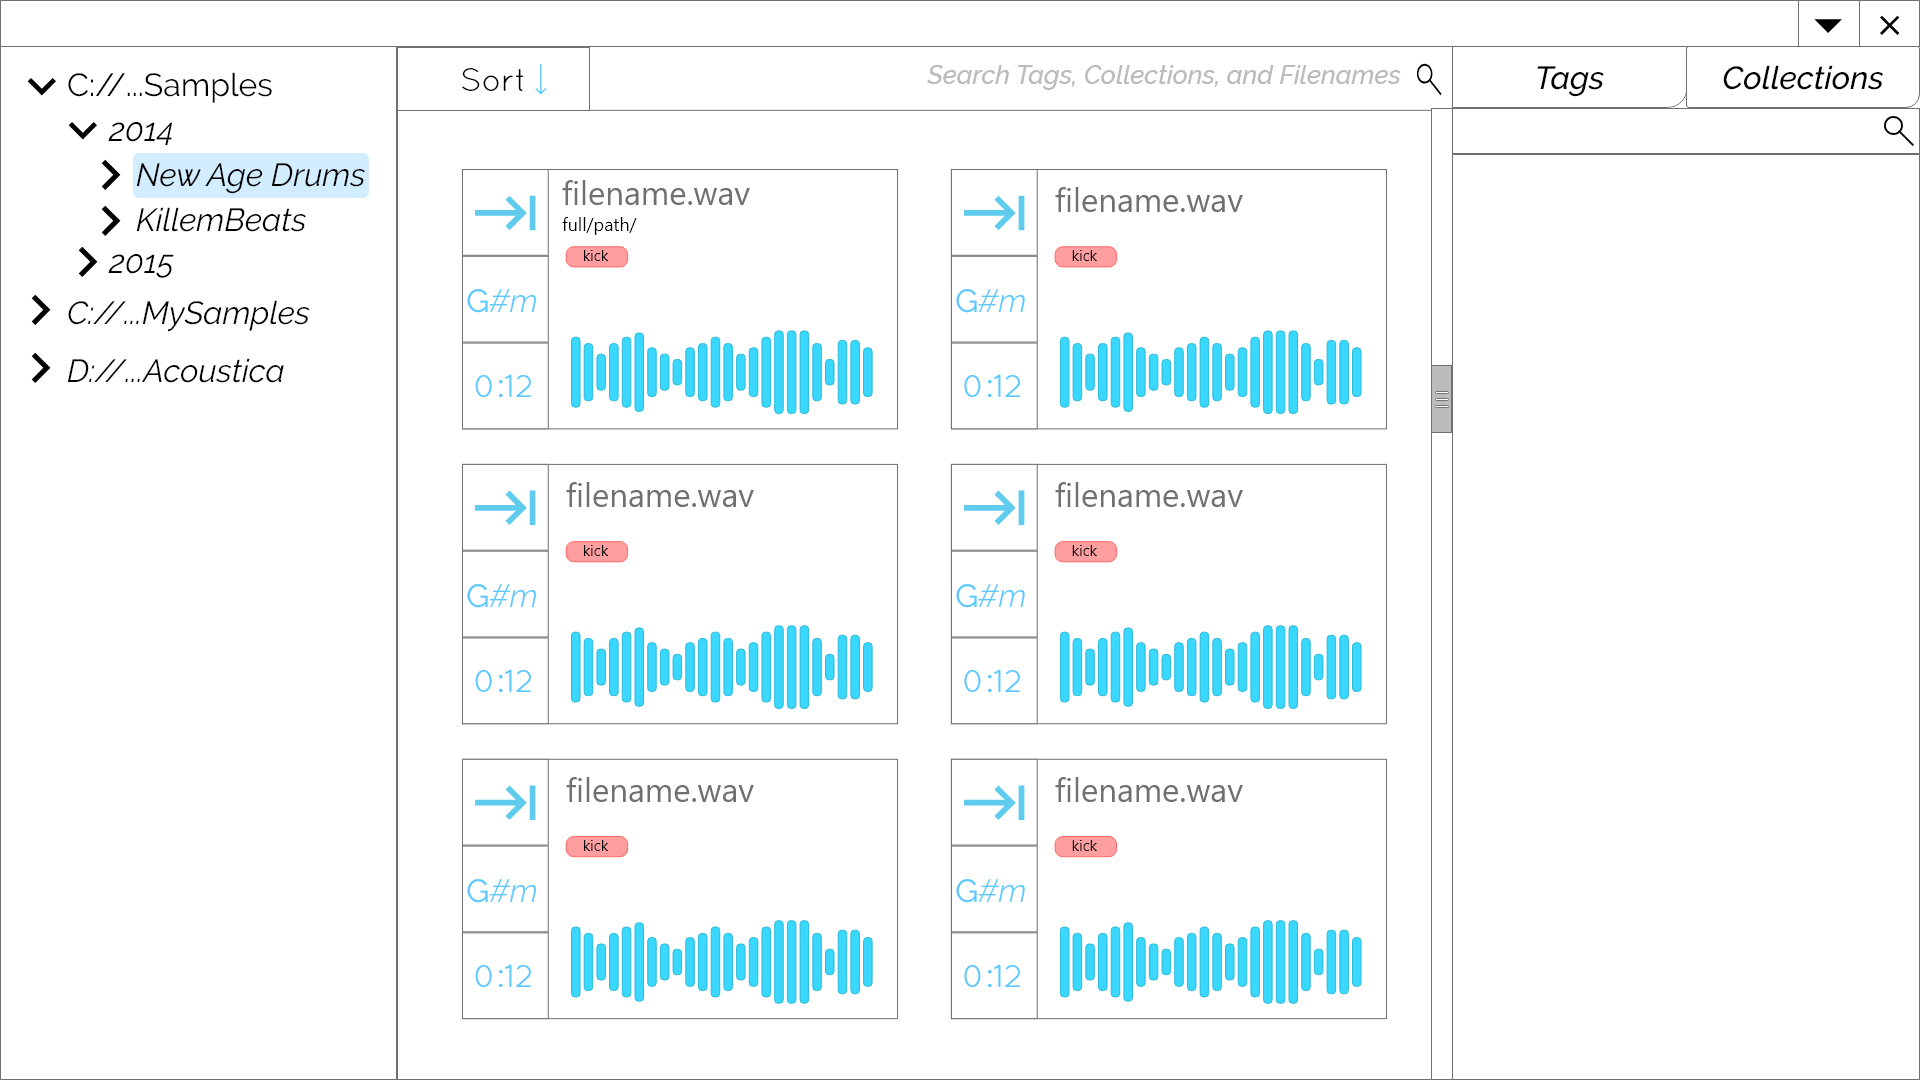 C://...Samples
2014
New Age Drums
KillemBeats
2015
C://...MySamples
D://...Acoustica
Sort
Search Tags, Collections, and Filenames
Tags
Collections
filename.wav
full/path/
kick
G#m
0:12
filename.wav
kick
G#m
0:12
filename.wav
kick
G#m
0:12
filename.wav
kick
G#m
0:12
filename.wav
kick
G#m
0:12
filename.wav
kick
G#m
0:12